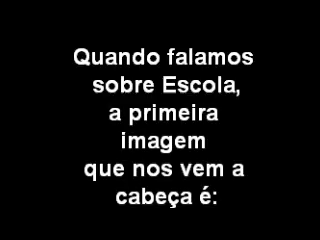 Quando falamos
sobre Escola,
a primeira
imagem
que nos vem a
cabeça é: